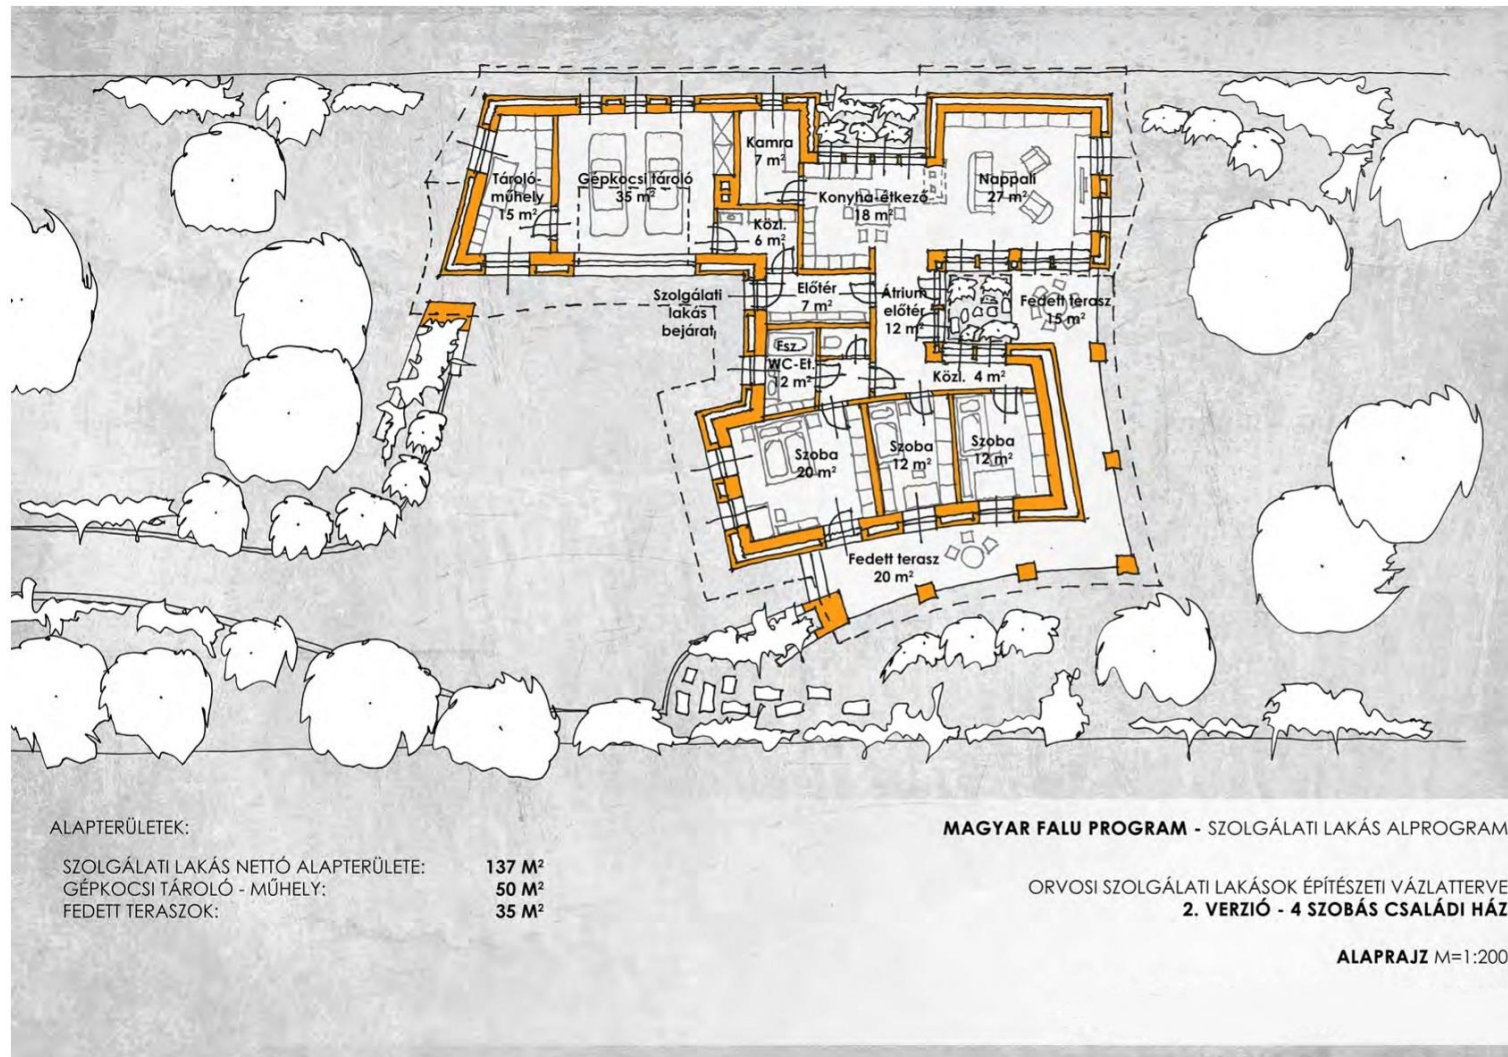 Kamra
7 m²
Tároló-
műhely
15 m²
Gépkocsi tároló
35 m²
Konyha-étkező
18 m²
Nappali
27 m²
Közl.
6 m²
Szolgálati
lakás
bejárat
Előtér
7 m²
Átrium
előtér
12 m²
Fedett terasz
15 m²
Fsz.
WC-Et.
12 m²
Közl. 4 m²
Szoba
20 m²
Szoba
12 m²
Szoba
12 m²
Fedett terasz
20 m²
ALAPTERÜLETEK:
SZOLGÁLATI LAKÁS NETTÓ ALAPTERÜLETE: 137 M²
GÉPKOCSI TÁROLÓ - MŰHELY: 50 M²
FEDETT TERASZOK: 35 M²
MAGYAR FALU PROGRAM - SZOLGÁLATI LAKÁS ALPROGRAM
ORVOSI SZOLGÁLATI LAKÁSOK ÉPÍTÉSZETI VÁZLATTERVE
2. VERZIÓ - 4 SZOBÁS CSALÁDI HÁZ
ALAPRAJZ M=1:200